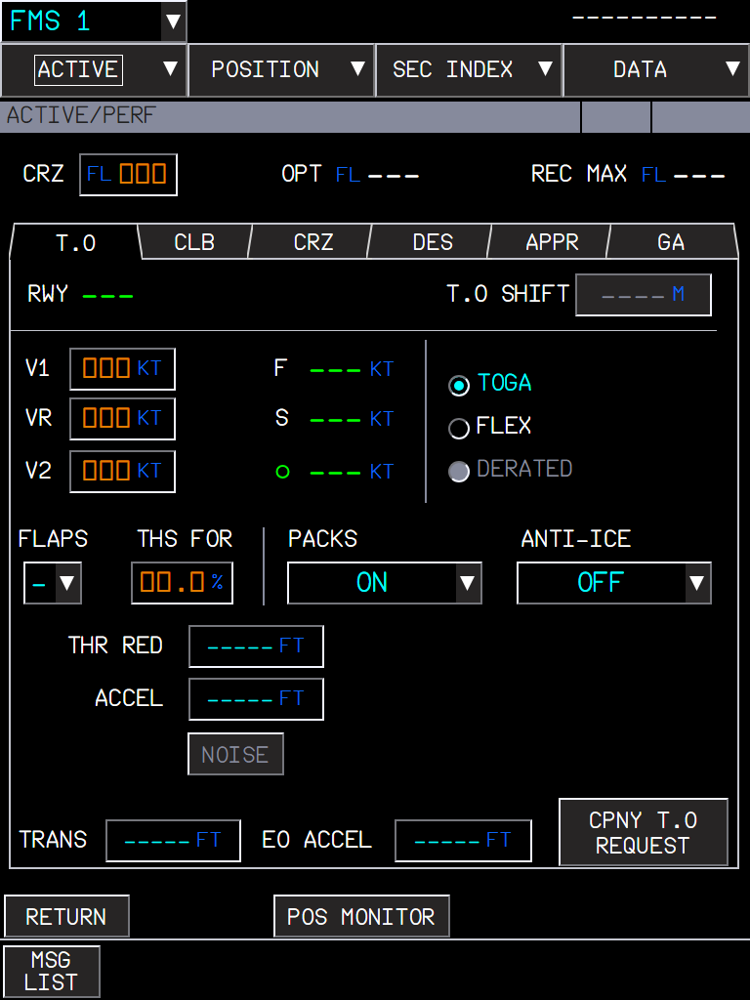 FMS 1 ▼ ----------
ACTIVE ▼ POSITION ▼ SEC INDEX ▼ DATA ▼
ACTIVE/PERF
CRZ FL ▯▯▯ OPT FL --- REC MAX FL ---
T.O CLB CRZ DES APPR GA
RWY --- T.O SHIFT ---- M
V1 ▯▯▯ KT F --- KT
TOGA
VR ▯▯▯ KT S --- KT
FLEX
V2 ▯▯▯ KT O --- KT
DERATED
FLAPS THS FOR PACKS ANTI-ICE
- ▼ ▯▯.▯ % ON ▼ OFF ▼
THR RED ----- FT
ACCEL ----- FT
NOISE
TRANS ----- FT EO ACCEL ----- FT
CPNY T.O
REQUEST
RETURN POS MONITOR
MSG
LIST